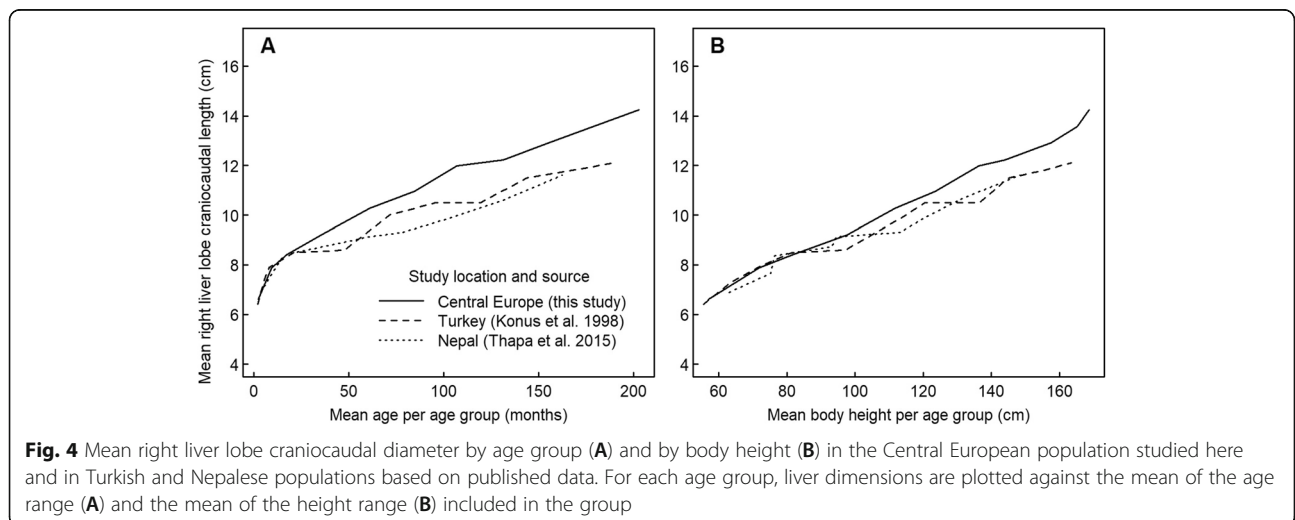 A
B
Mean right liver lobe craniocaudal length (cm)
16
14
12
10
8
6
4
16
14
12
10
8
6
4
Study location and source
Central Europe (this study)
Turkey (Konus et al. 1998)
Nepal (Thapa et al. 2015)
0 50 100 150 200
60 80 100 120 140 160
Mean age per age group (months)
Mean body height per age group (cm)
Fig. 4 Mean right liver lobe craniocaudal diameter by age group (A) and by body height (B) in the Central European population studied here
and in Turkish and Nepalese populations based on published data. For each age group, liver dimensions are plotted against the mean of the age
range (A) and the mean of the height range (B) included in the group